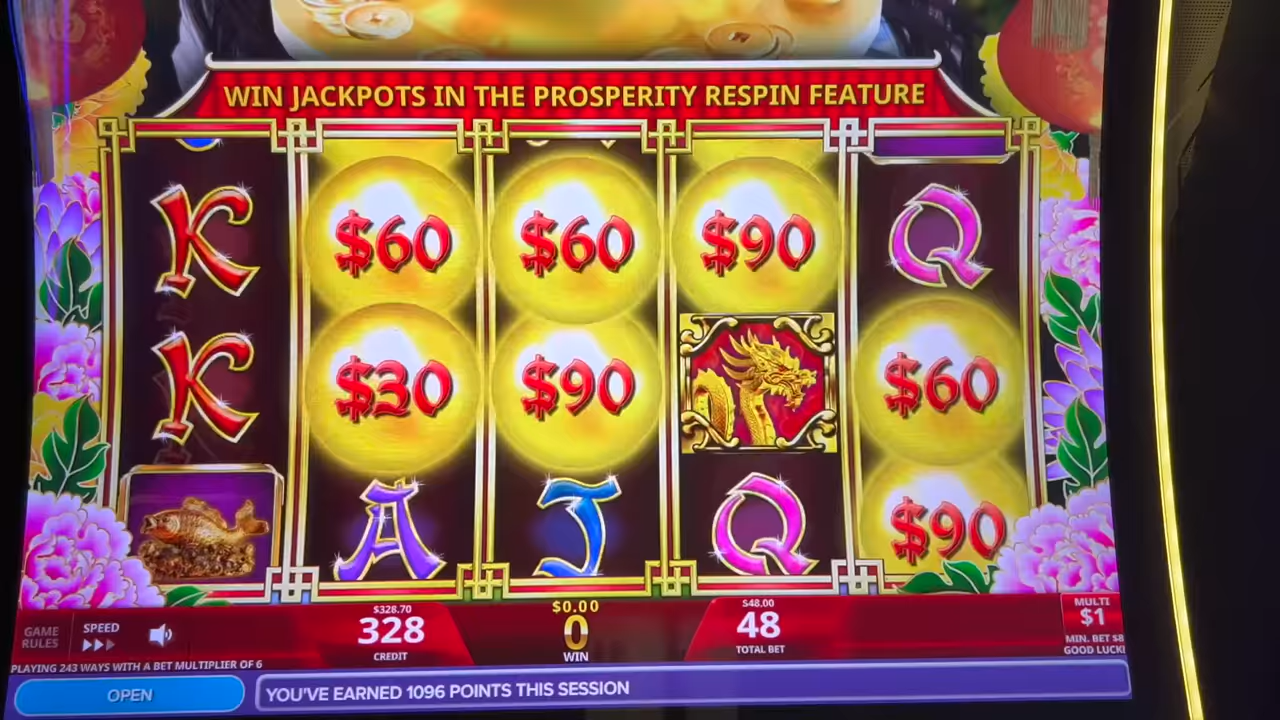 WIN JACKPOTS IN THE PROSPERITY RESPIN FEATURE
K $60 $60 $90 Q
K $30 $90 $60
A J Q $90
GAME RULES
SPEED
$328.70
328
CREDIT
$0.00
0
WIN
$48.00
48
TOTAL BET
MULTI
$1
MIN. BET $8
GOOD LUCK
PLAYING 243 WAYS WITH A BET MULTIPLIER OF 6
OPEN
YOU'VE EARNED 1096 POINTS THIS SESSION